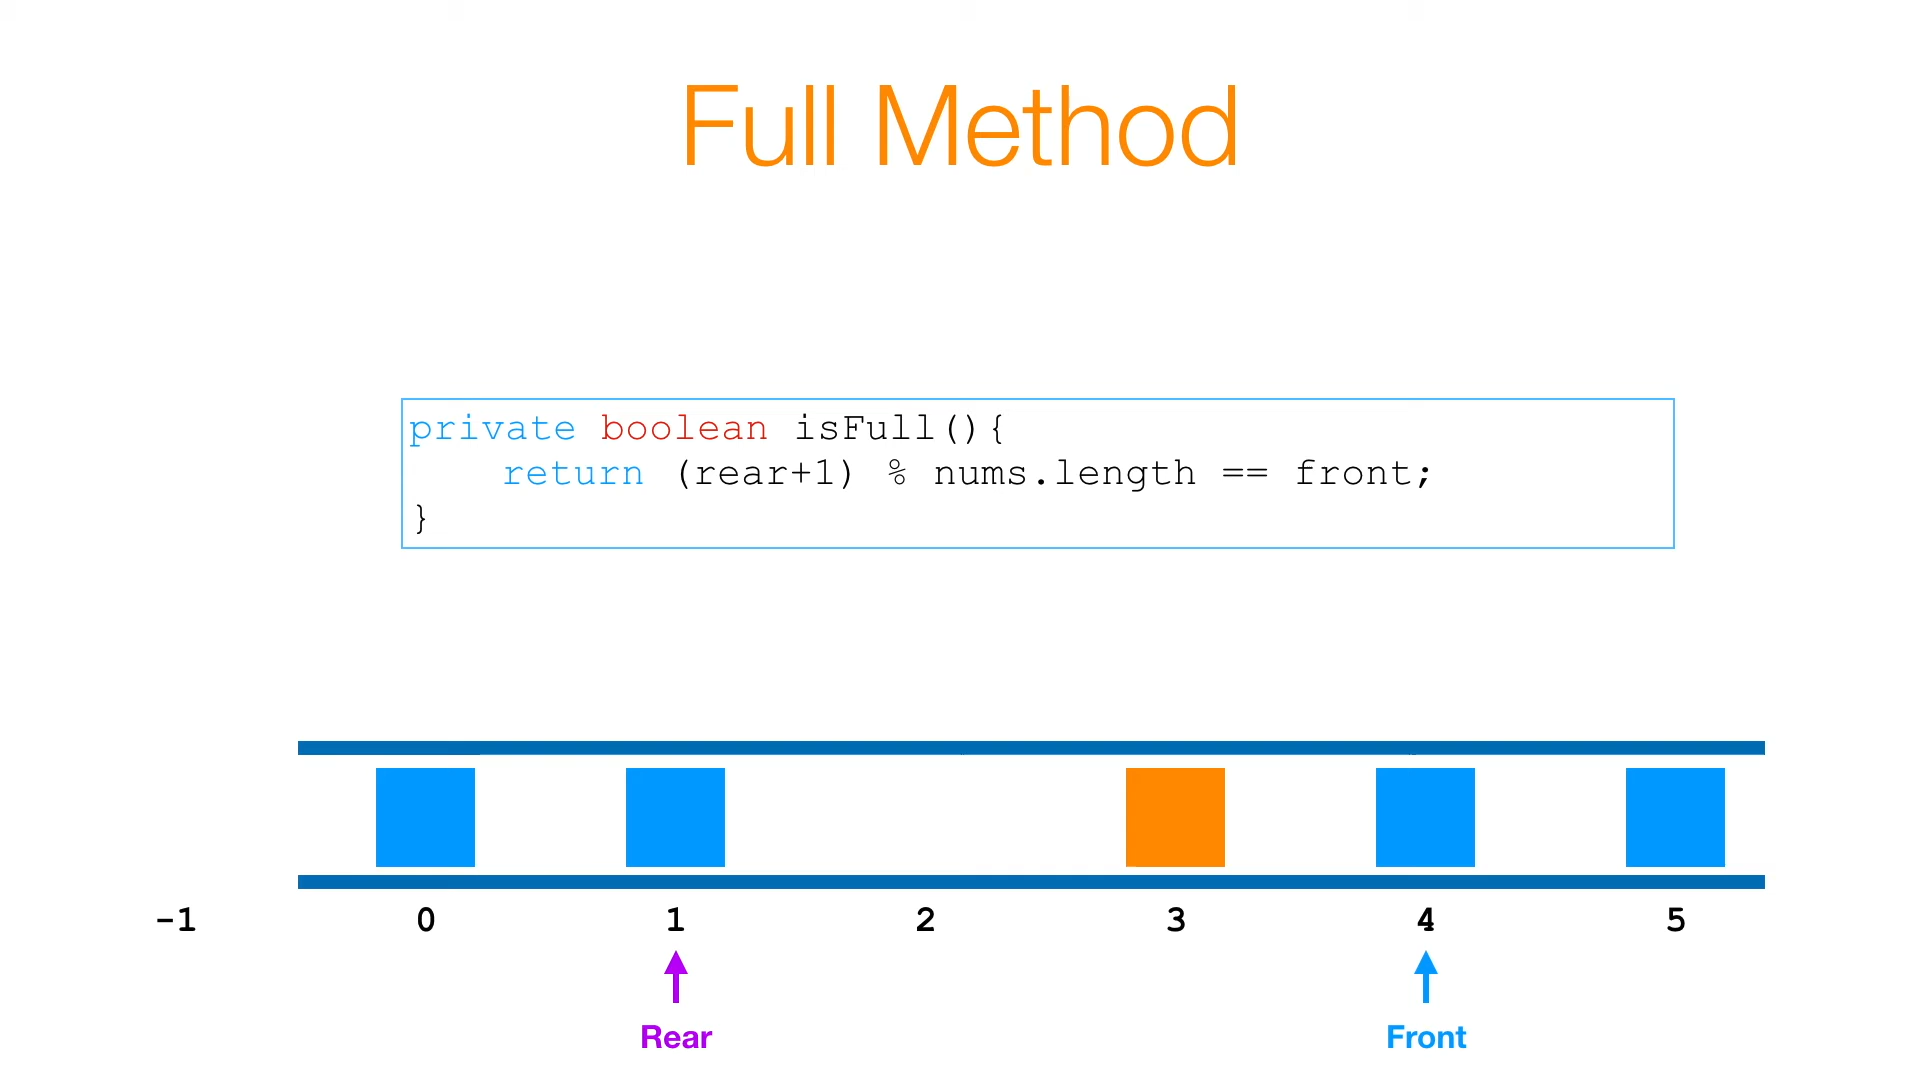 Full Method
private boolean isFull(){
return (rear+1) % nums.length == front;
}
-1 0 1 2 3 4 5
Rear Front